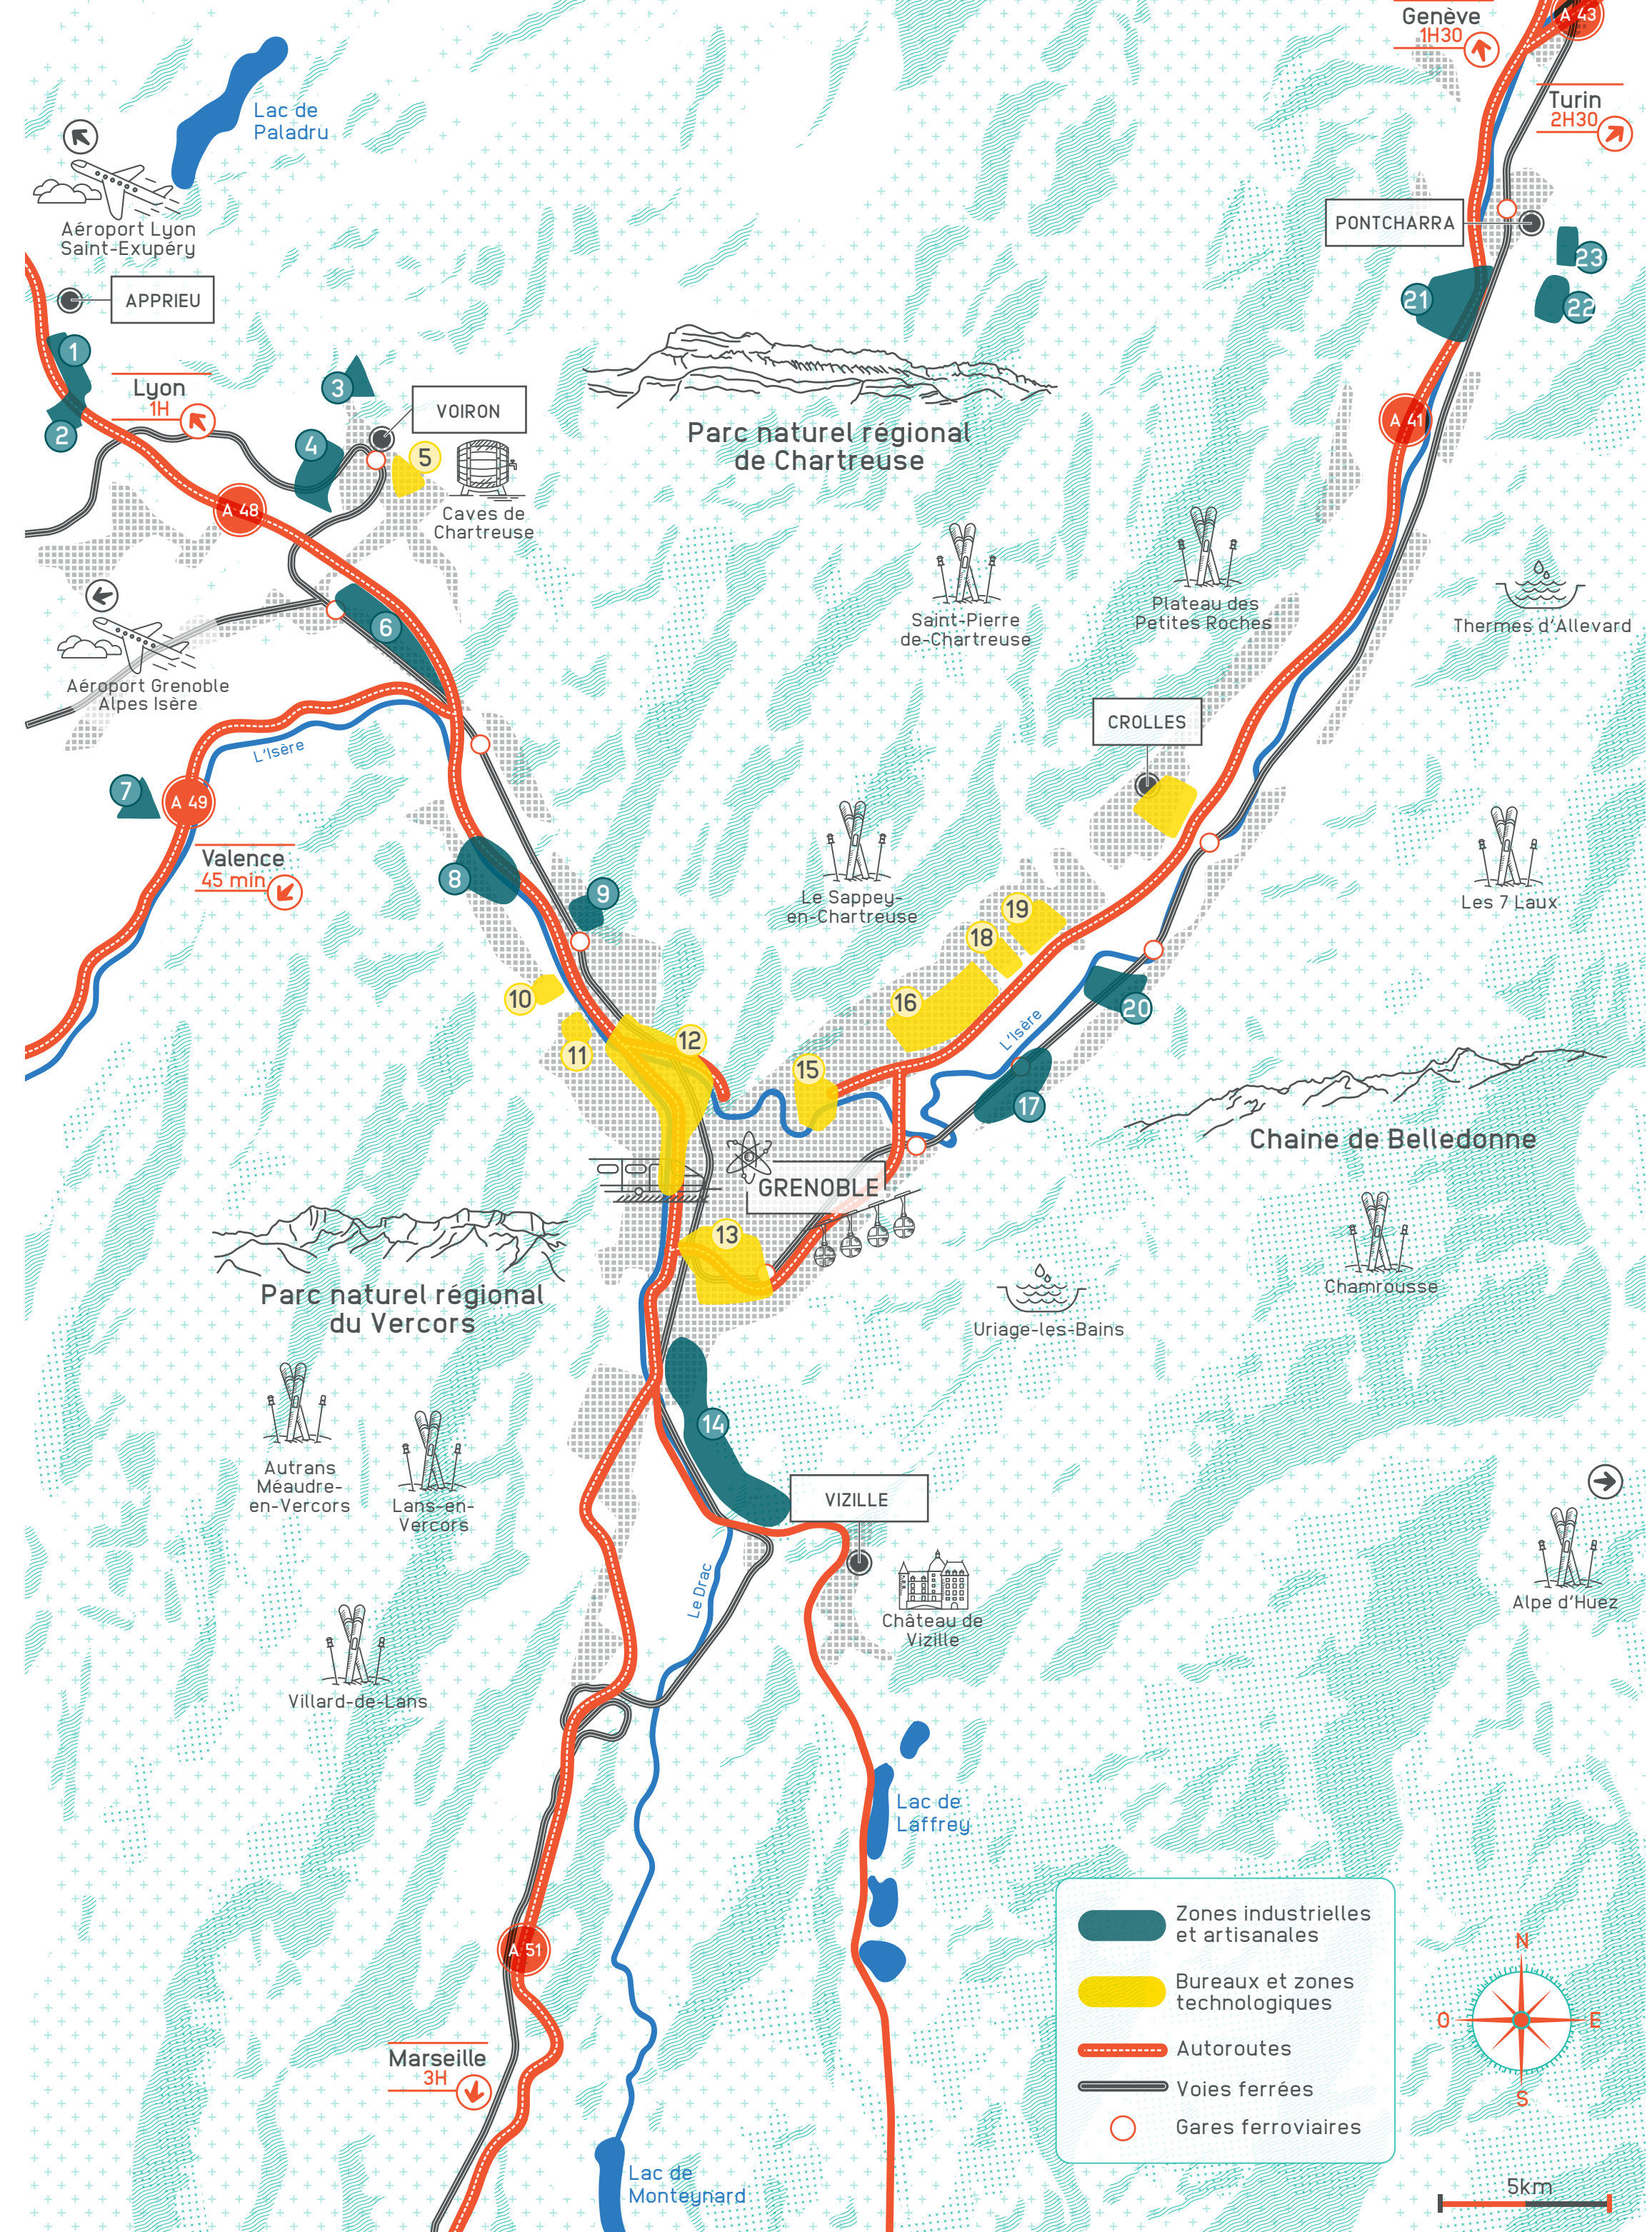 Genève
1H30
A 43
Turin
2H30
Lac de
Paladru
Aéroport Lyon
Saint-Exupéry
PONTCHARRA
23
22
21
APPRIEU
1
Lyon
1H
2
3
VOIRON
4
5
Caves de
Chartreuse
A 48
Parc naturel régional
de Chartreuse
A 41
Saint-Pierre
de-Chartreuse
Plateau des
Petites Roches
Thermes d'Allevard
6
Aéroport Grenoble
Alpes Isère
L'Isère
CROLLES
7
A 49
Valence
45 min
8
9
Le Sappey-
en-Chartreuse
Les 7 Laux
19
18
16
10
11
12
15
20
L'Isère
17
Chaine de Belledonne
GRENOBLE
13
Parc naturel régional
du Vercors
Uriage-les-Bains
Chamrousse
14
Autrans
Méaudre-
en-Vercors
Lans-en-
Vercors
VIZILLE
Le Drac
Château de
Vizille
Alpe d'Huez
Villard-de-Lans
Lac de
Laffrey
A 51
Marseille
3H
Lac de
Monteynard
Zones industrielles
et artisanales
Bureaux et zones
technologiques
Autoroutes
Voies ferrées
Gares ferroviaires
N
O
E
S
5km